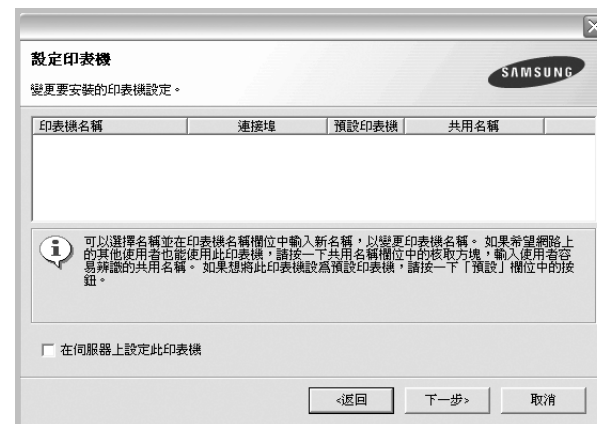 設定印表機
變更要安裝的印表機設定。
SAMSUNG
印表機名稱 連接埠 預設印表機 共用名稱
可以選擇名稱並在印表機名稱欄位中輸入新名稱，以變更印表機名稱。 如果希望網路上
的其他使用者也能使用此印表機，請按一下共用名稱欄位中的核取方塊，輸入使用者容
易辨識的共用名稱。 如果想將此印表機設為預設印表機，請按一下「預設」欄位中的按
鈕。
在伺服器上設定此印表機
<返回 下一步> 取消